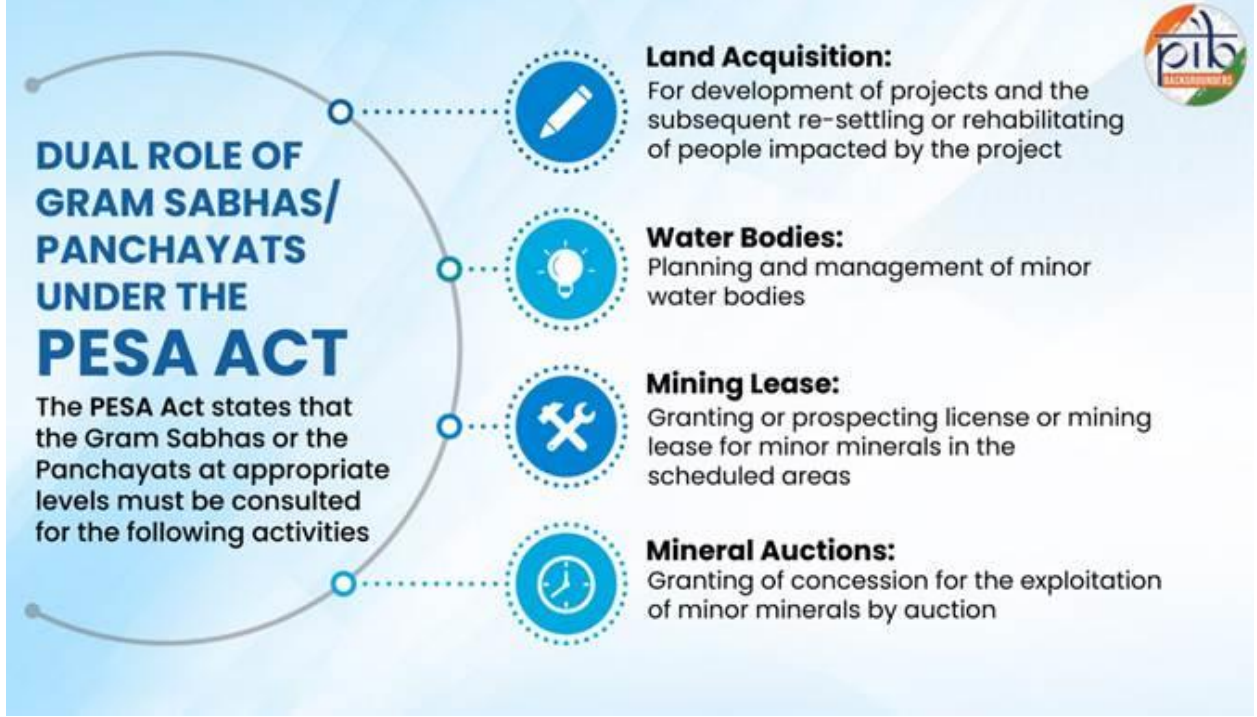 DUAL ROLE OF
GRAM SABHAS/
PANCHAYATS
UNDER THE
PESA ACT
The PESA Act states that
the Gram Sabhas or the
Panchayats at appropriate
levels must be consulted
for the following activities
Land Acquisition:
For development of projects and the
subsequent re-settling or rehabilitating
of people impacted by the project
Water Bodies:
Planning and management of minor
water bodies
Mining Lease:
Granting or prospecting license or mining
lease for minor minerals in the
scheduled areas
Mineral Auctions:
Granting of concession for the exploitation
of minor minerals by auction
pib
BACKGROUNDERS